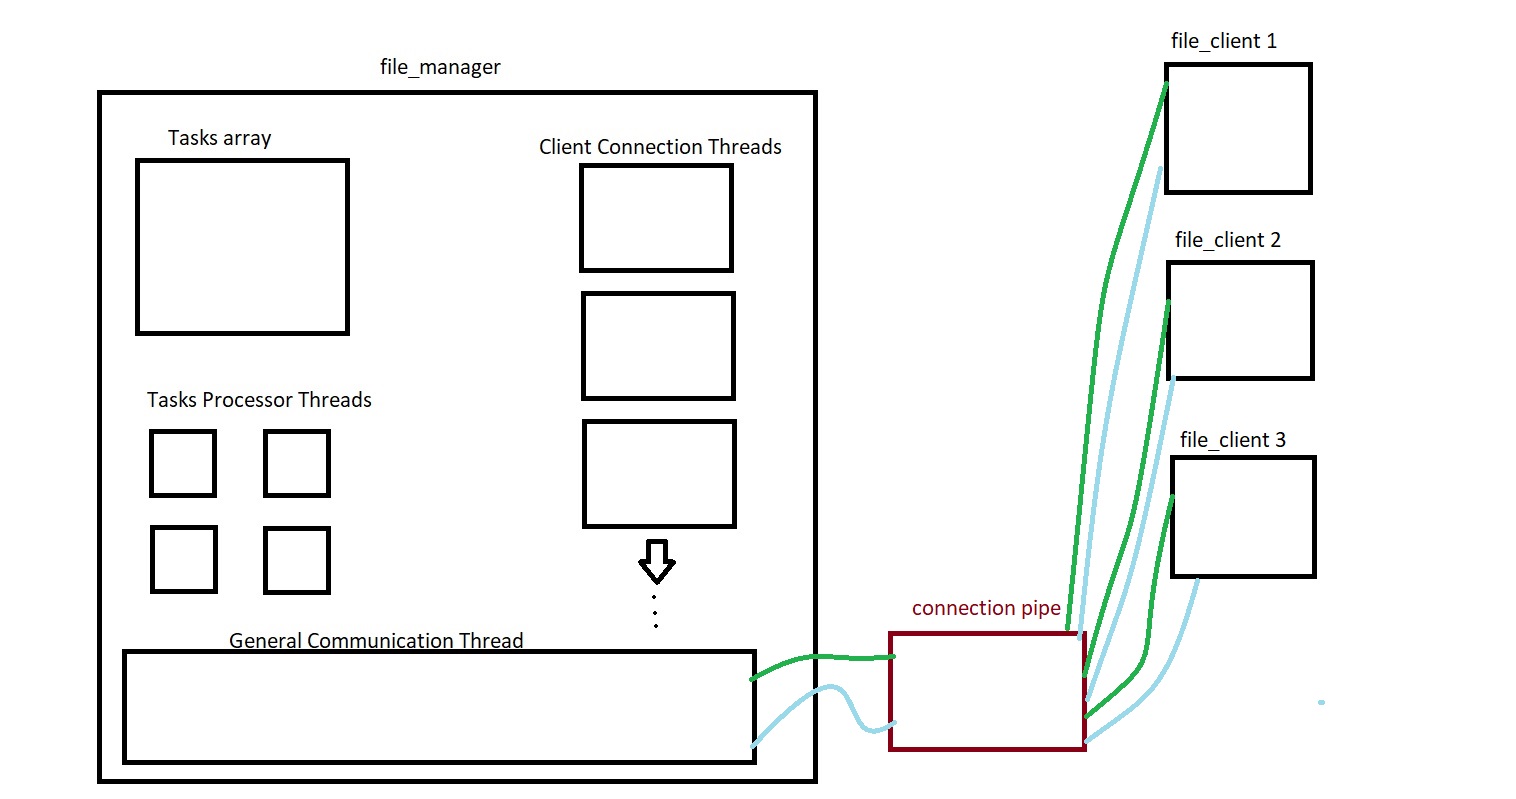 file_manager
Tasks array
Client Connection Threads
Tasks Processor Threads
General Communication Thread
connection pipe
file_client 1
file_client 2
file_client 3